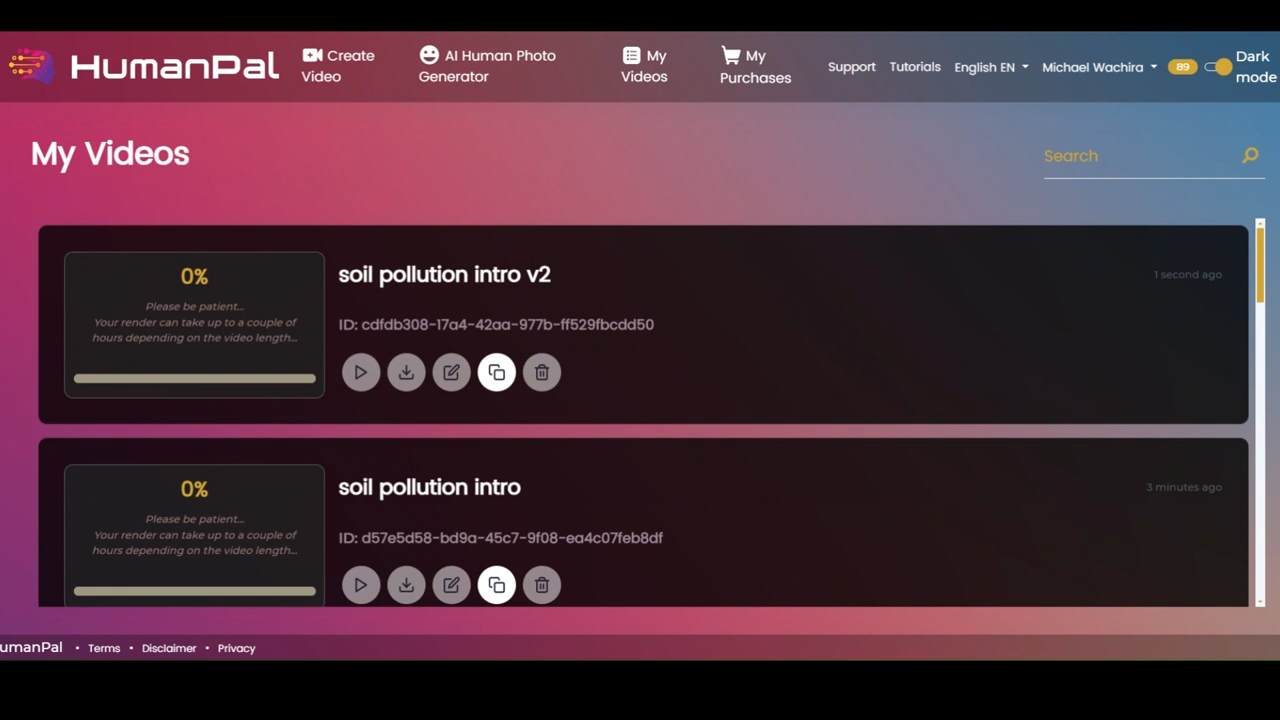 HumanPal
Create
Video
AI Human Photo
Generator
My
Videos
My
Purchases
Support
Tutorials
English EN
Michael Wachira
89
Dark
mode
My Videos
Search
0%
Please be patient...
Your render can take up to a couple of
hours depending on the video length...
soil pollution intro v2
1 second ago
ID: cdfdb308-17a4-42aa-977b-ff529fbcdd50
0%
Please be patient...
Your render can take up to a couple of
hours depending on the video length...
soil pollution intro
3 minutes ago
ID: d57e5d58-bd9a-45c7-9f08-ea4c07feb8df
umanPal • Terms • Disclaimer • Privacy